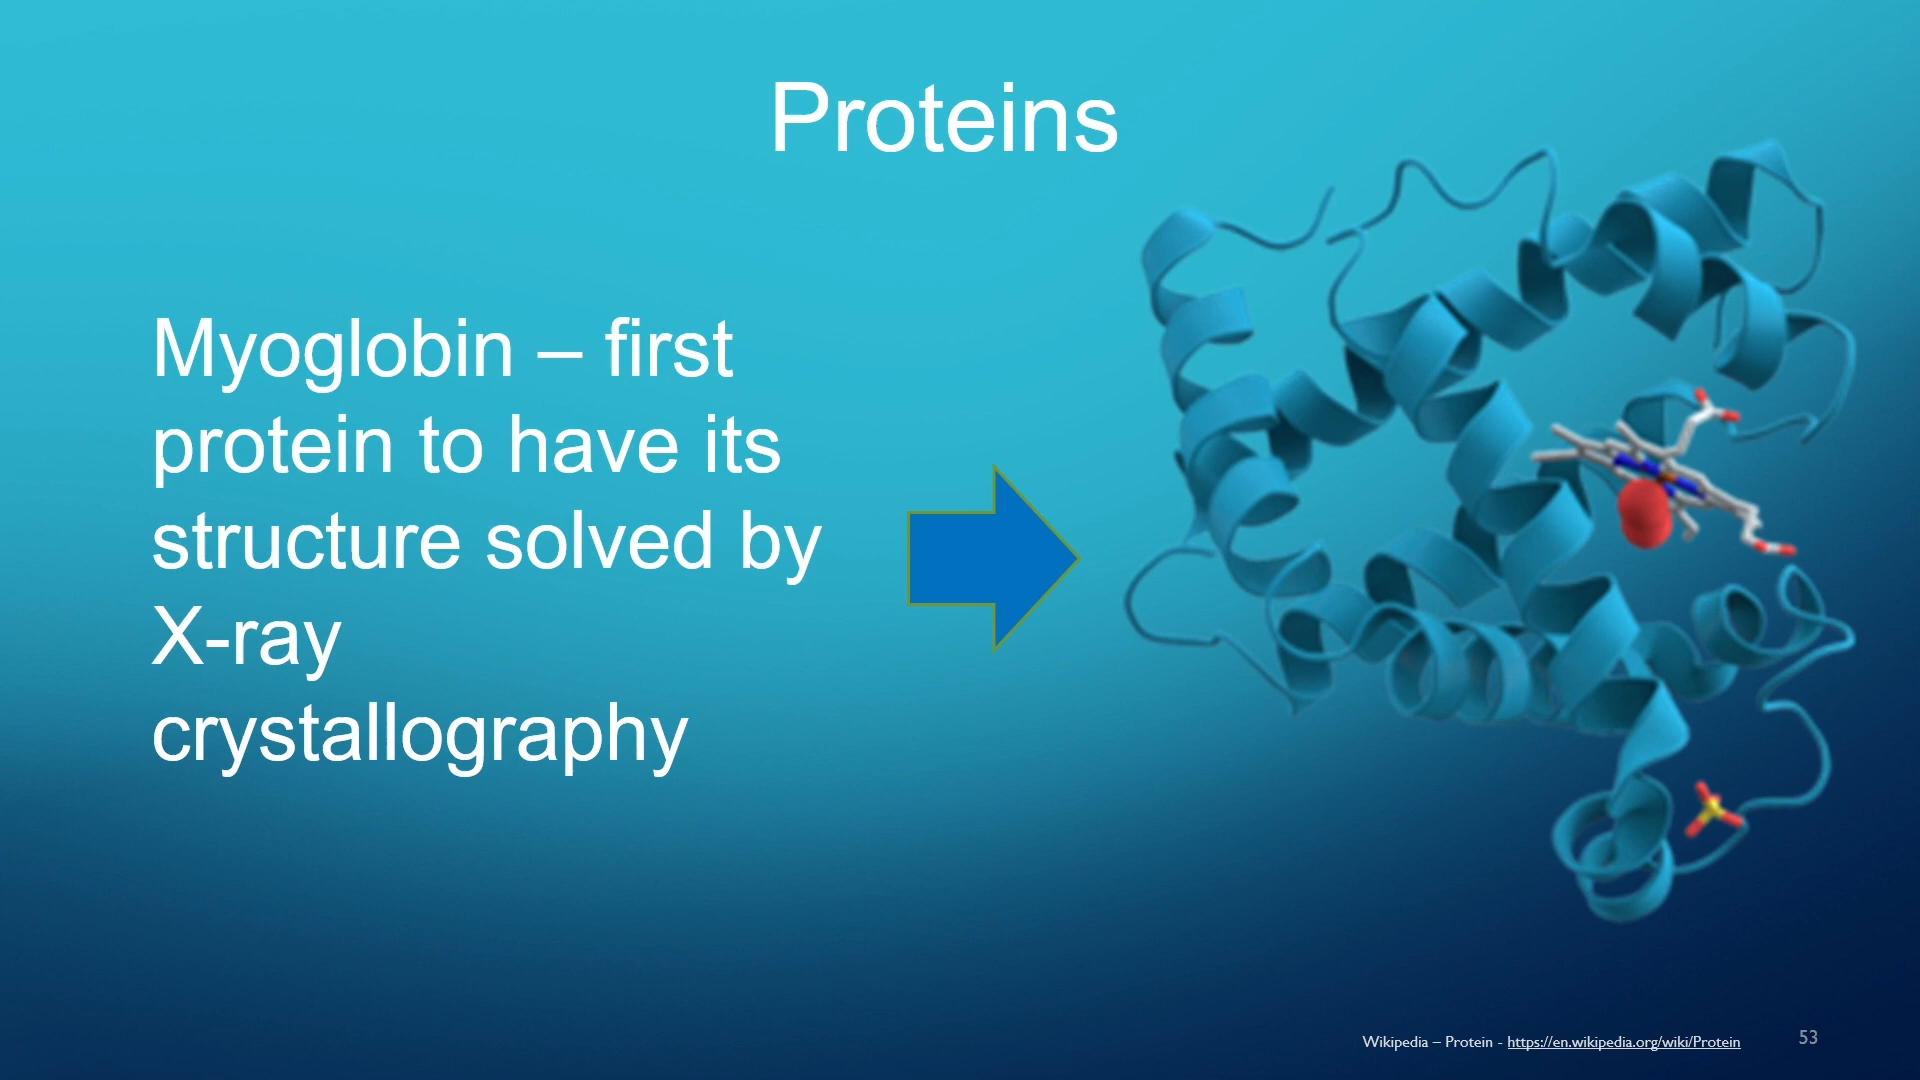 Proteins
Myoglobin – first
protein to have its
structure solved by
X-ray
crystallography
Wikipedia – Protein - https://en.wikipedia.org/wiki/Protein
53